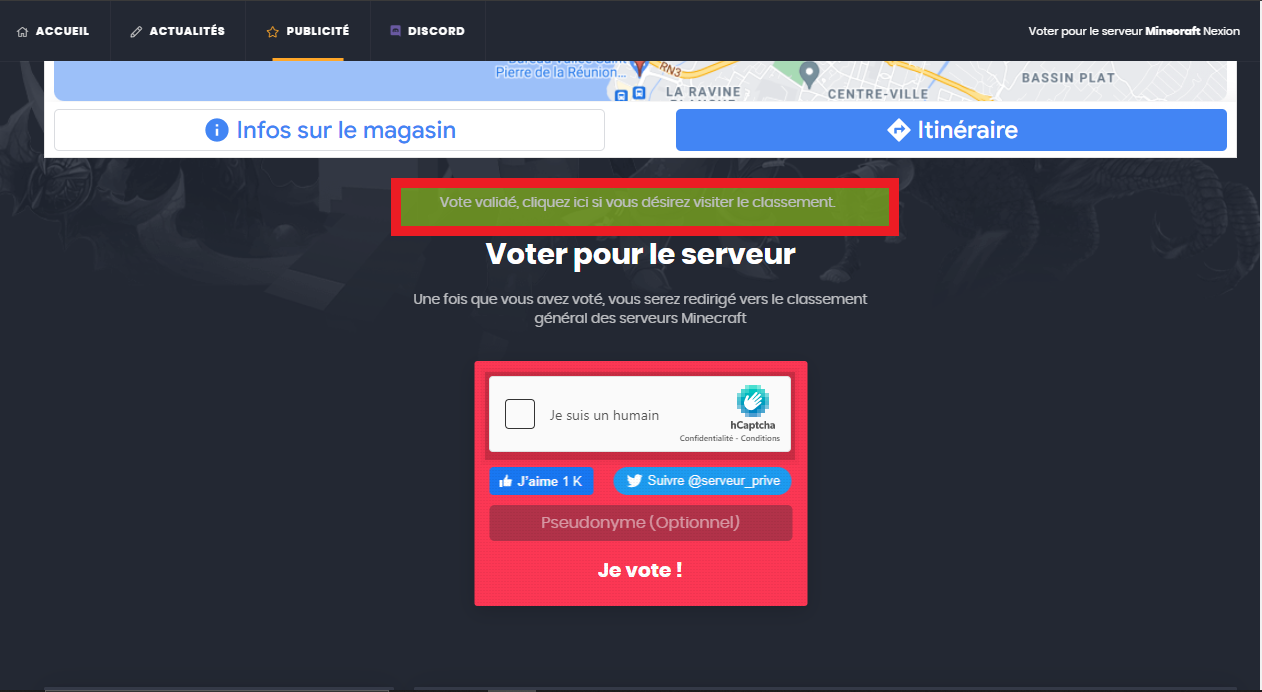 ACCUEIL
ACTUALITÉS
PUBLICITÉ
DISCORD
Voter pour le serveur Minecraft Nexion
Pierre de la Réunion...
RN3
LA RAVINE
CENTRE-VILLE
BASSIN PLAT
Infos sur le magasin
Itinéraire
Vote validé, cliquez ici si vous désirez visiter le classement.
Voter pour le serveur
Une fois que vous avez voté, vous serez redirigé vers le classement
général des serveurs Minecraft
Je suis un humain
hCaptcha
Confidentialité - Conditions
J'aime 1 K
Suivre @serveur_prive
Pseudonyme (Optionnel)
Je vote !